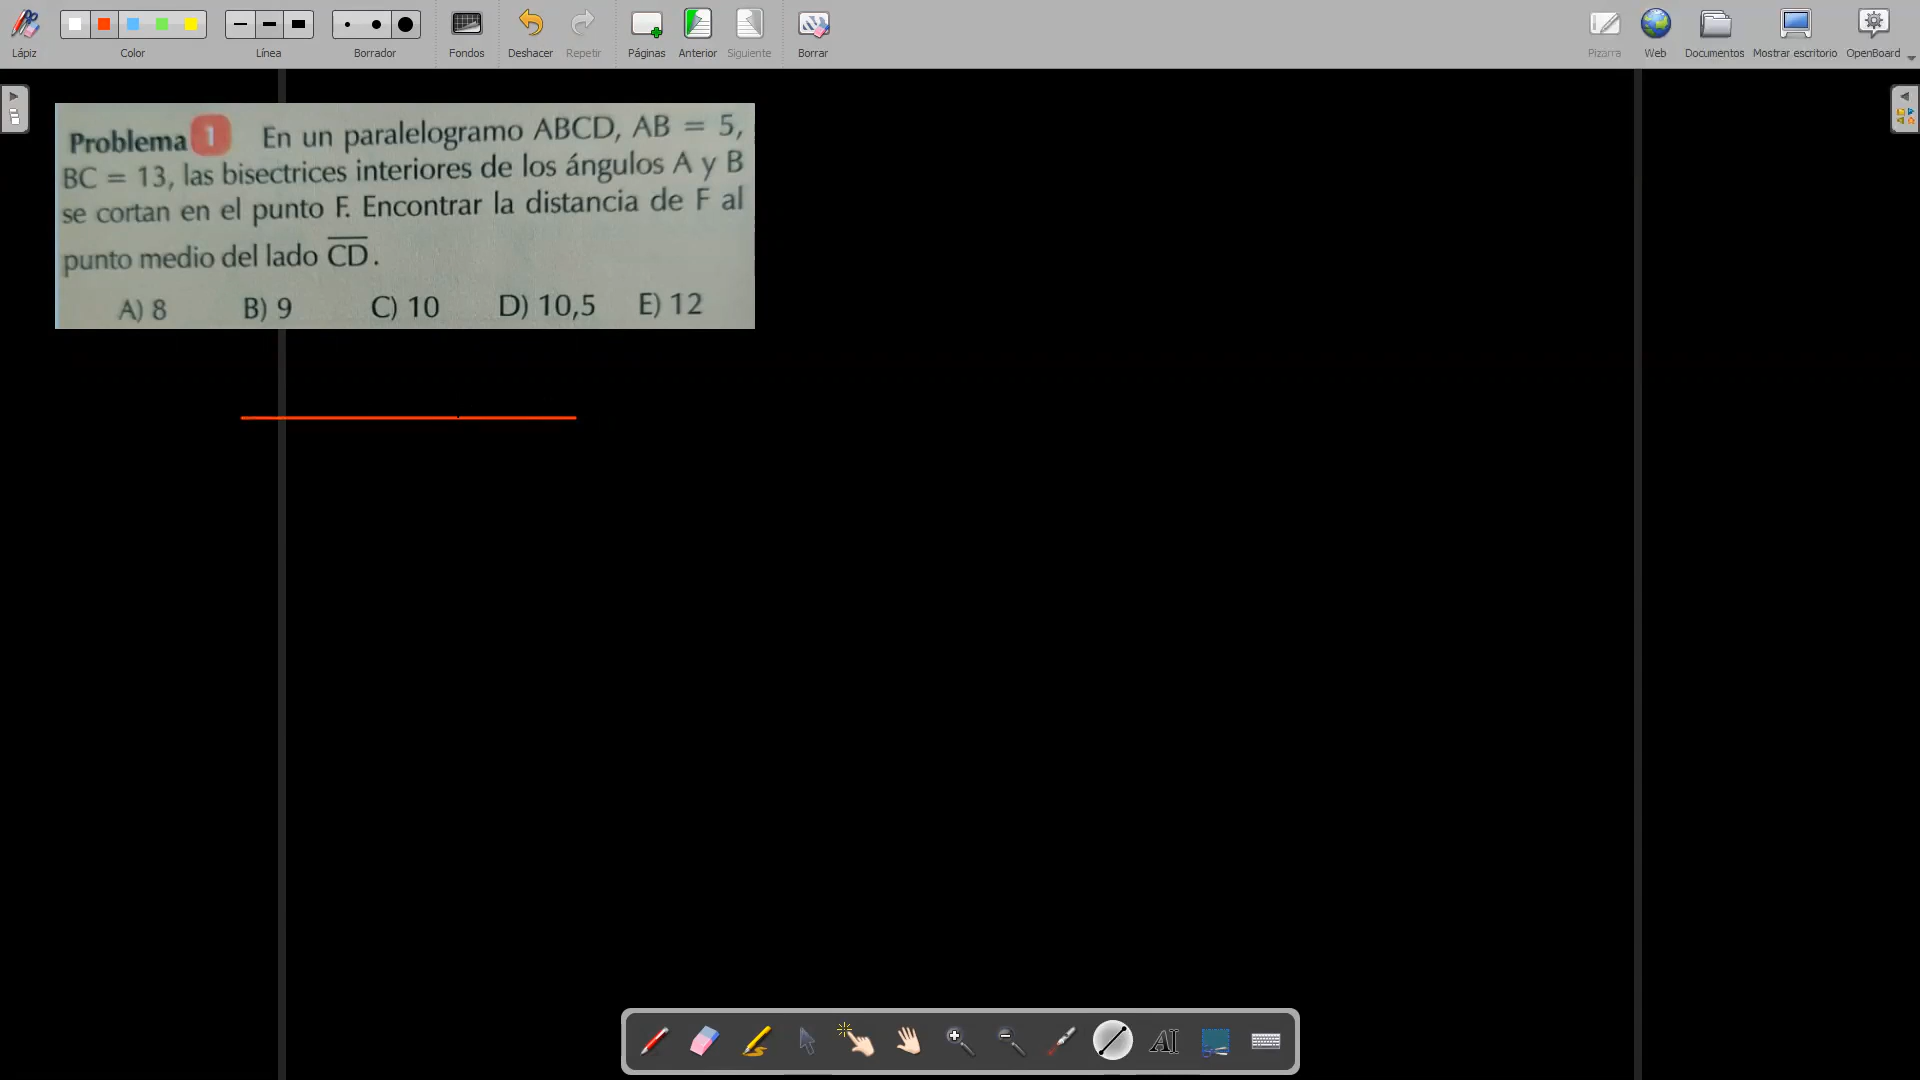 Lápiz
Color
Línea
Borrador
Fondos
Deshacer
Repetir
Páginas
Anterior
Siguiente
Borrar
Pizarra
Web
Documentos
Mostrar escritorio
OpenBoard
Problema 1 En un paralelogramo ABCD, AB = 5,
BC = 13, las bisectrices interiores de los ángulos A y B
se cortan en el punto F. Encontrar la distancia de F al
punto medio del lado C̅D̅.
A) 8 B) 9 C) 10 D) 10,5 E) 12
AI